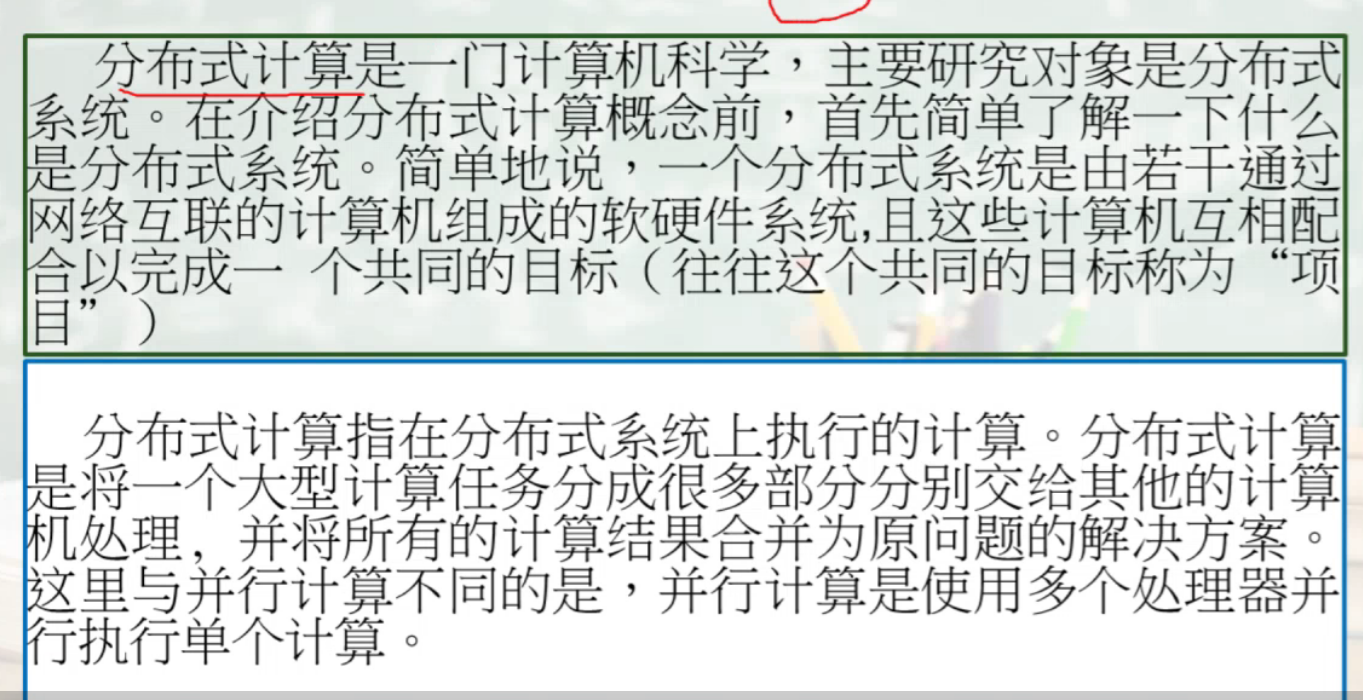 分布式计算是一门计算机科学，主要研究对象是分布式
系统。在介绍分布式计算概念前，首先简单了解一下什么
是分布式系统。简单地说，一个分布式系统是由若干通过
网络互联的计算机组成的软硬件系统,且这些计算机互相配
合以完成一 个共同的目标（往往这个共同的目标称为“项
目”）
分布式计算指在分布式系统上执行的计算。分布式计算
是将一个大型计算任务分成很多部分分别交给其他的计算
机处理，并将所有的计算结果合并为原问题的解决方案。
这里与并行计算不同的是，并行计算是使用多个处理器并
行执行单个计算。